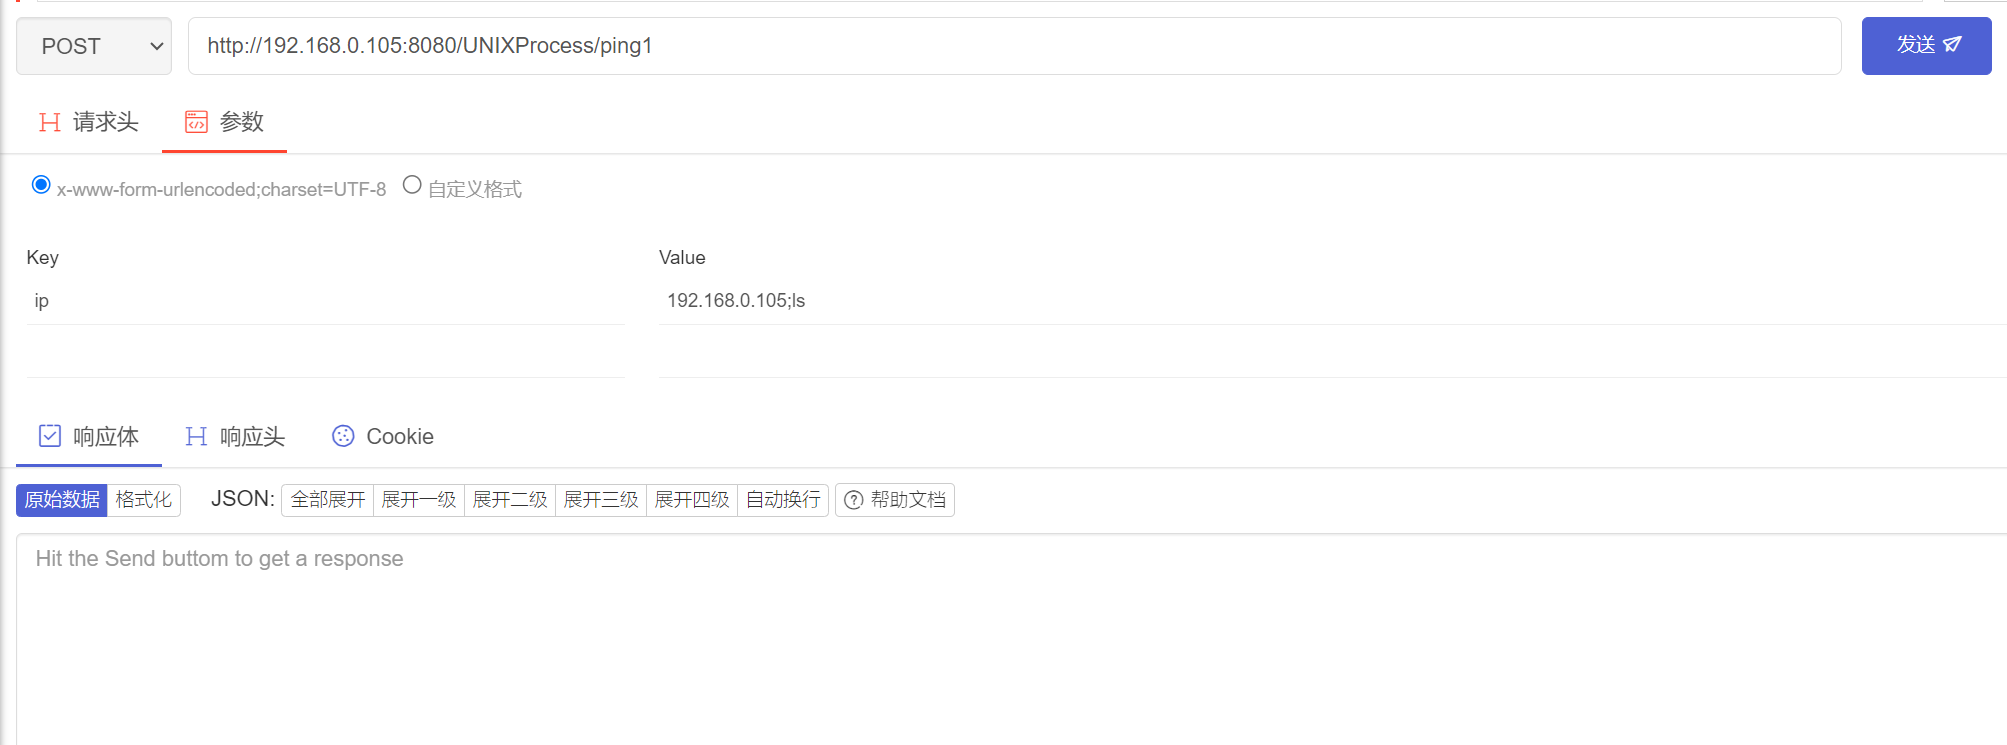 POST http://192.168.0.105:8080/UNIXProcess/ping1 发送
请求头 参数
x-www-form-urlencoded;charset=UTF-8 自定义格式
Key Value
ip 192.168.0.105;ls
响应体 响应头 Cookie
原始数据 格式化 JSON: 全部展开 展开一级 展开二级 展开三级 展开四级 自动换行 帮助文档
Hit the Send buttom to get a response